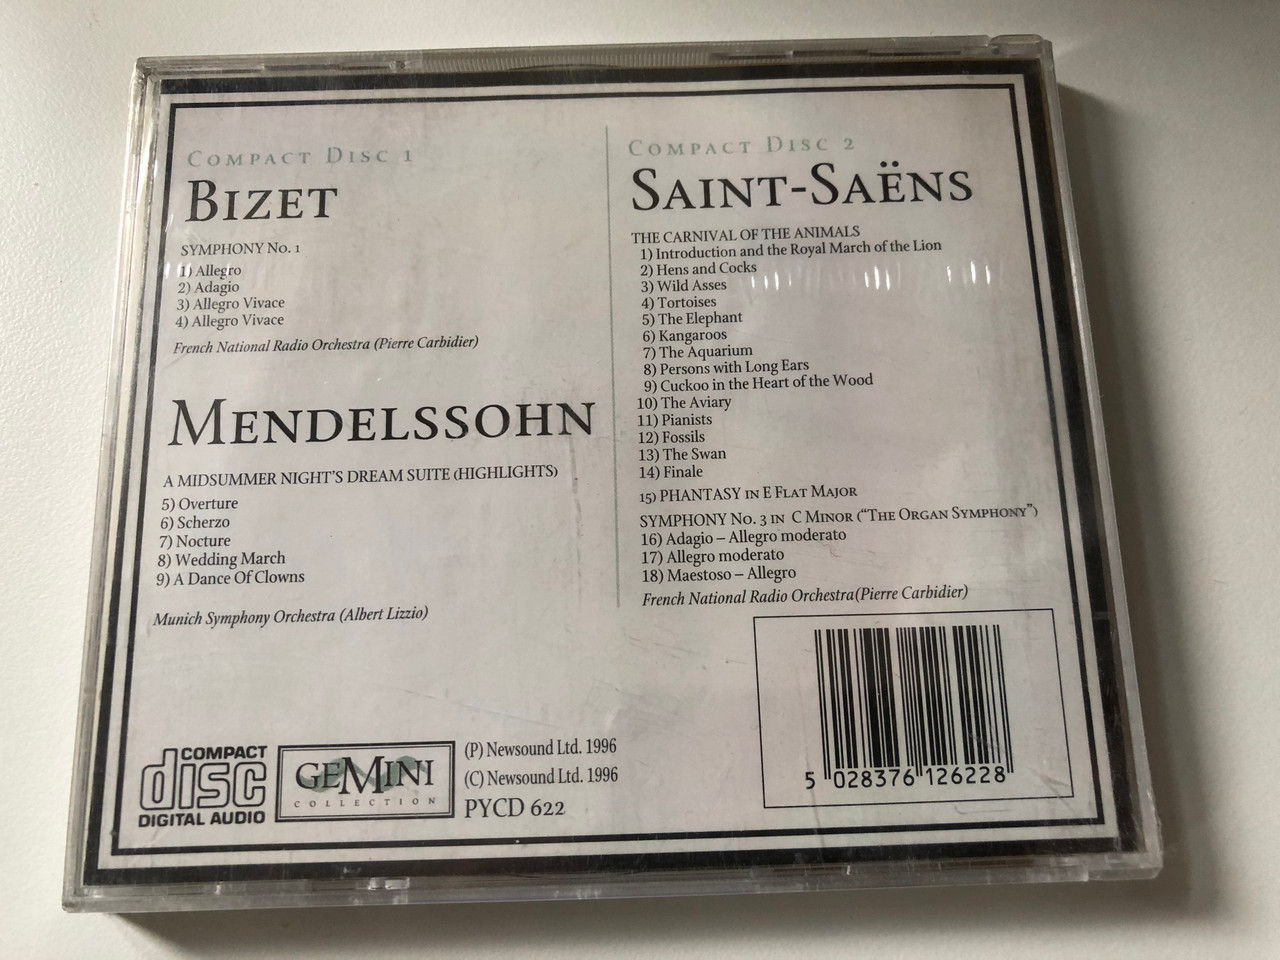 COMPACT DISC 1
BIZET
SYMPHONY No. 1
1) Allegro
2) Adagio
3) Allegro Vivace
4) Allegro Vivace
French National Radio Orchestra (Pierre Carbidier)
MENDELSSOHN
A MIDSUMMER NIGHT'S DREAM SUITE (HIGHLIGHTS)
5) Overture
6) Scherzo
7) Nocture
8) Wedding March
9) A Dance Of Clowns
Munich Symphony Orchestra (Albert Lizzio)
COMPACT DISC 2
SAINT-SAËNS
THE CARNIVAL OF THE ANIMALS
1) Introduction and the Royal March of the Lion
2) Hens and Cocks
3) Wild Asses
4) Tortoises
5) The Elephant
6) Kangaroos
7) The Aquarium
8) Persons with Long Ears
9) Cuckoo in the Heart of the Wood
10) The Aviary
11) Pianists
12) Fossils
13) The Swan
14) Finale
15) PHANTASY IN E FLAT MAJOR
SYMPHONY No. 3 IN C MINOR ("THE ORGAN SYMPHONY")
16) Adagio – Allegro moderato
17) Allegro moderato
18) Maestoso – Allegro
French National Radio Orchestra(Pierre Carbidier)
COMPACT
disc
DIGITAL AUDIO
GEMINI
COLLECTION
(P) Newsound Ltd. 1996
(C) Newsound Ltd. 1996
PYCD 622
5 028376 126228